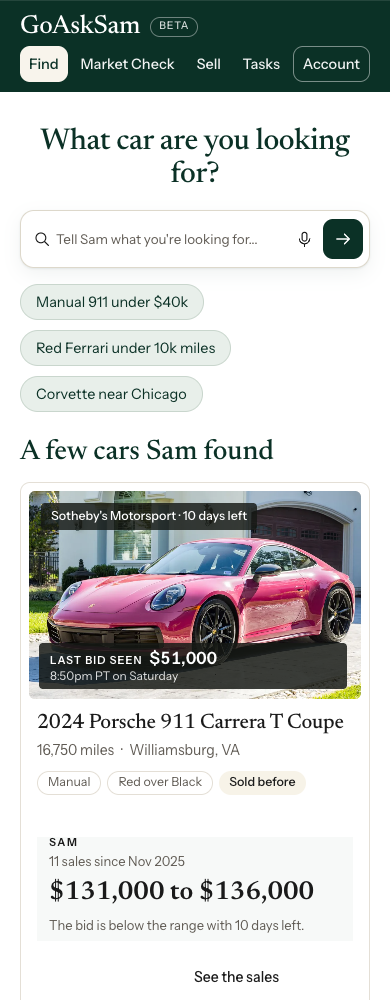 GoAskSam BETA
Find Market Check Sell Tasks Account
What car are you looking
for?
Tell Sam what you're looking for...
Manual 911 under $40k
Red Ferrari under 10k miles
Corvette near Chicago
A few cars Sam found
Sotheby's Motorsport · 10 days left
LAST BID SEEN $51,000
8:50pm PT on Saturday
2024 Porsche 911 Carrera T Coupe
16,750 miles · Williamsburg, VA
Manual Red over Black Sold before
SAM
11 sales since Nov 2025
$131,000 to $136,000
The bid is below the range with 10 days left.
See the sales